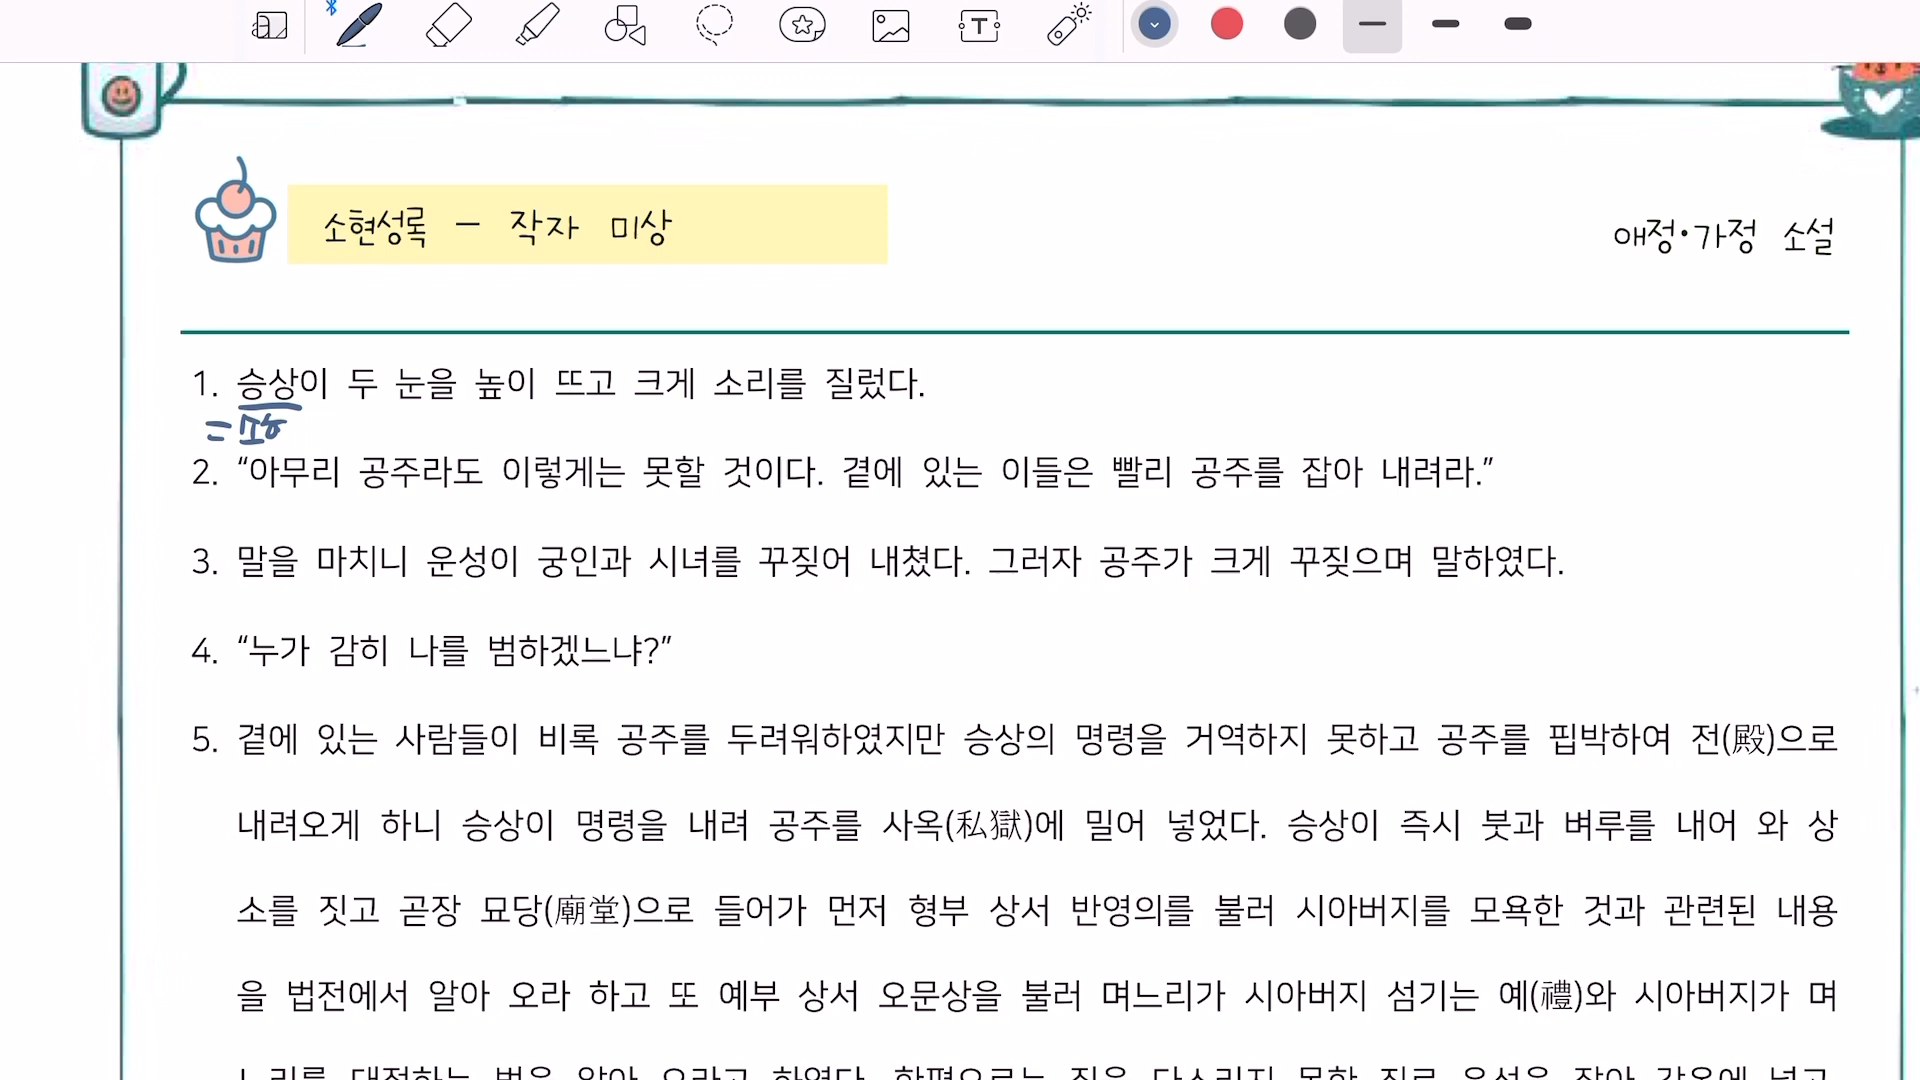 소현성록 - 작자 미상
애정·가정 소설
1. 승상이 두 눈을 높이 뜨고 크게 소리를 질렀다.
=
2. “아무리 공주라도 이렇게는 못할 것이다. 곁에 있는 이들은 빨리 공주를 잡아 내려라.”
3. 말을 마치니 운성이 궁인과 시녀를 꾸짖어 내쳤다. 그러자 공주가 크게 꾸짖으며 말하였다.
4. “누가 감히 나를 범하겠느냐?”
5. 곁에 있는 사람들이 비록 공주를 두려워하였지만 승상의 명령을 거역하지 못하고 공주를 핍박하여 전(殿)으로
내려오게 하니 승상이 명령을 내려 공주를 사옥(私獄)에 밀어 넣었다. 승상이 즉시 붓과 벼루를 내어 와 상
소를 짓고 곧장 묘당(廟堂)으로 들어가 먼저 형부 상서 반영의를 불러 시아버지를 모욕한 것과 관련된 내용
을 법전에서 알아 오라 하고 또 예부 상서 오문상을 불러 며느리가 시아버지 섬기는 예(禮)와 시아버지가 며